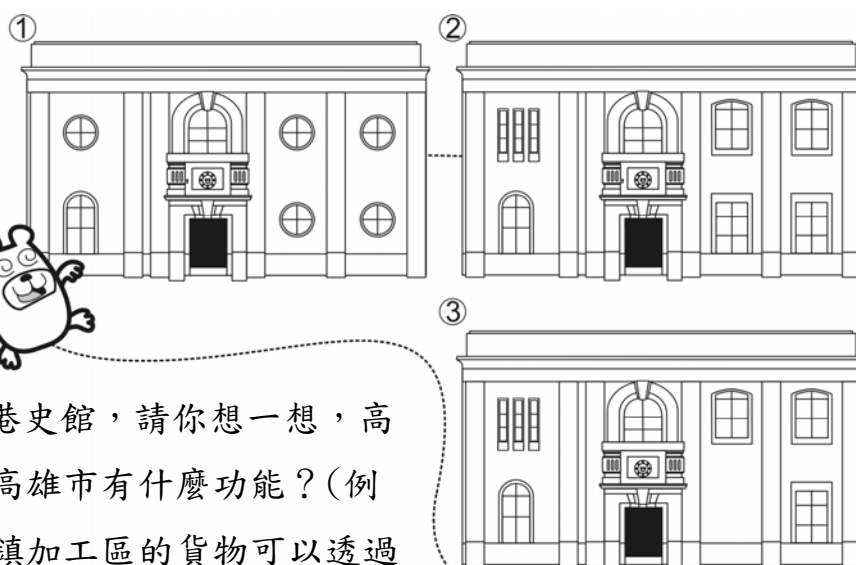 ①
②
③
港史館，請你想一想，高
高雄市有什麼功能？(例
鎮加工區的貨物可以透過